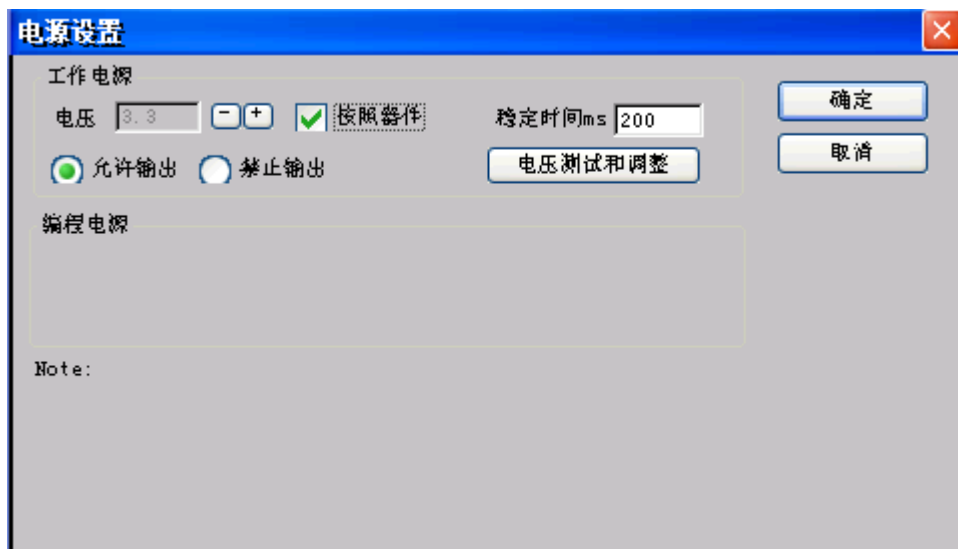 电源设置
工作电源
电压 3.3 - + 按照器件 稳定时间ms 200
允许输出 禁止输出 电压测试和调整
确定
取消
编程电源
Note: